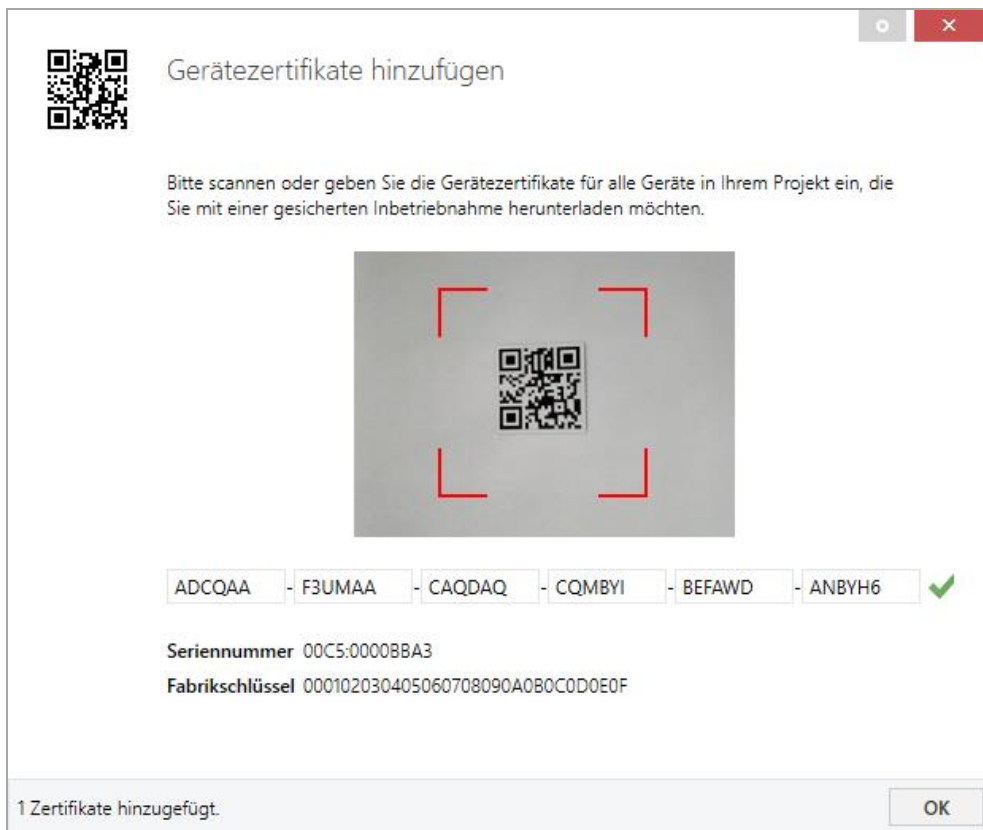 Gerätezertifikate hinzufügen
Bitte scannen oder geben Sie die Gerätezertifikate für alle Geräte in Ihrem Projekt ein, die
Sie mit einer gesicherten Inbetriebnahme herunterladen möchten.
ADCQAA - F3UMAA - CAQDAQ - CQMBYI - BEFAWD - ANBYH6
Seriennummer 00C5:0000BBA3
Fabrikschlüssel 000102030405060708090A0B0C0D0E0F
1 Zertifikate hinzugefügt.
OK